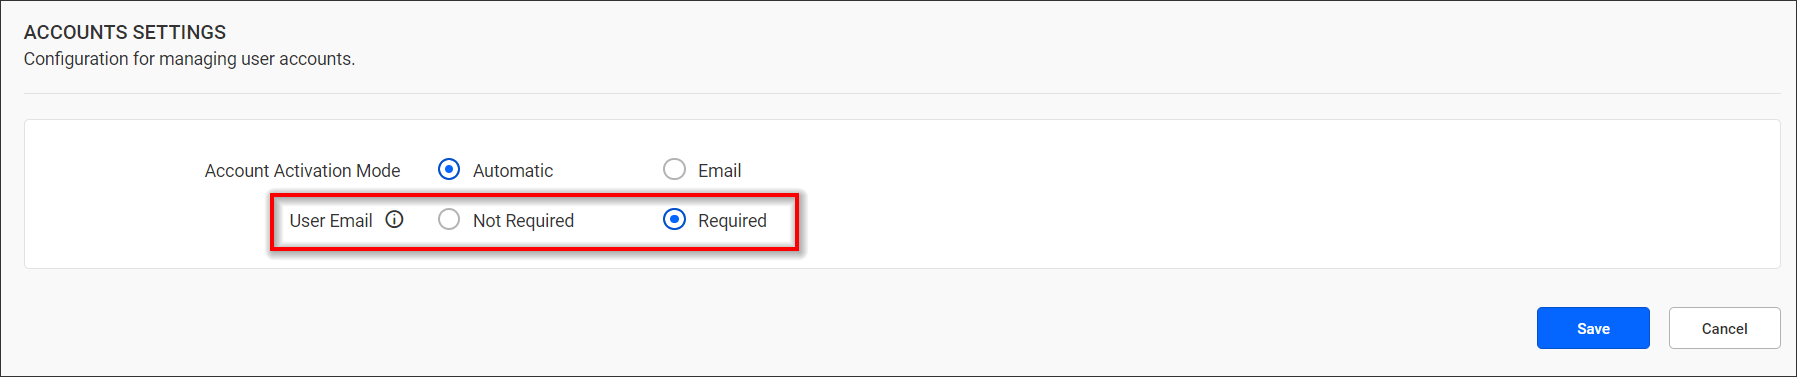 ACCOUNTS SETTINGS
Configuration for managing user accounts.
Account Activation Mode Automatic Email
User Email Not Required Required
Save Cancel